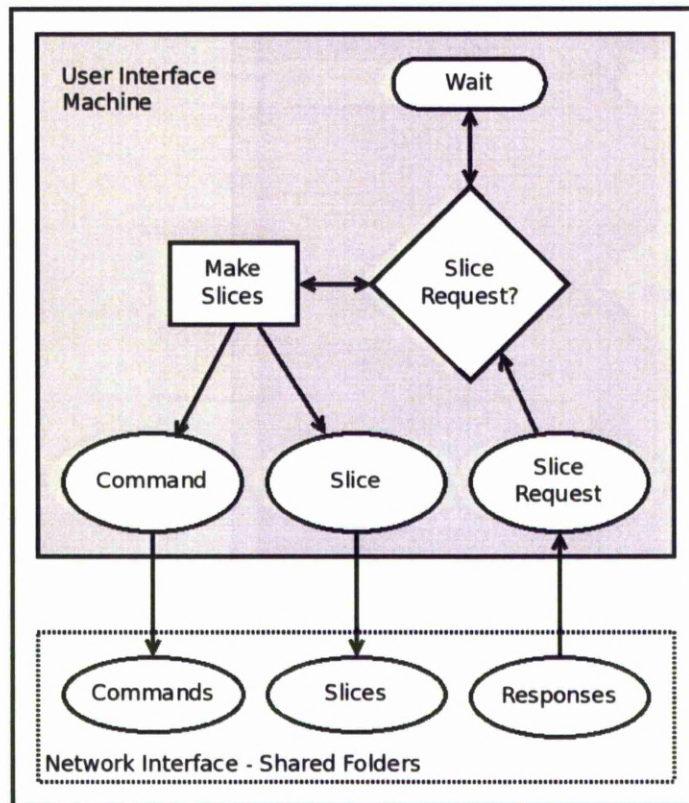 User Interface
Machine
Wait
Make
Slices
Slice
Request?
Command
Slice
Slice
Request
Commands
Slices
Responses
Network Interface - Shared Folders